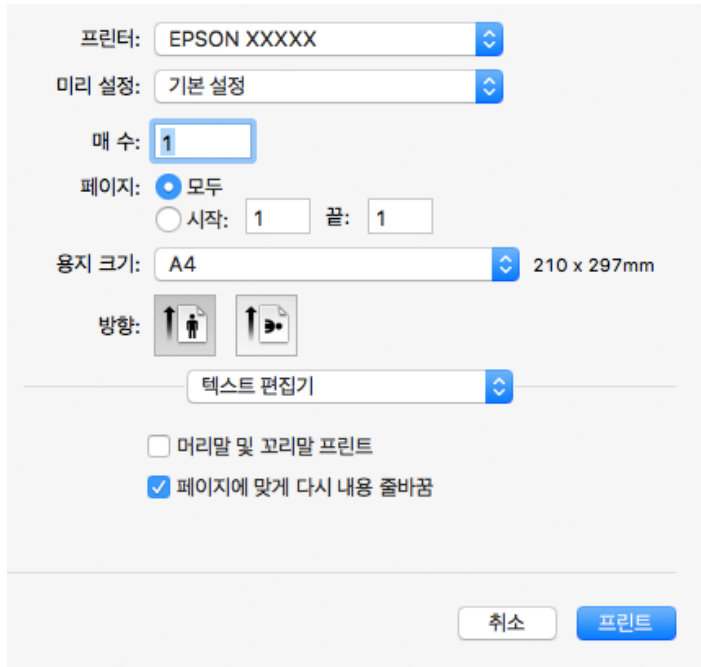 프린터: EPSON XXXXX
미리 설정: 기본 설정
매 수: 1
페이지: 모두
시작: 1 끝: 1
용지 크기: A4 210 x 297mm
방향:
텍스트 편집기
머리말 및 꼬리말 프린트
페이지에 맞게 다시 내용 줄바꿈
취소 프린트